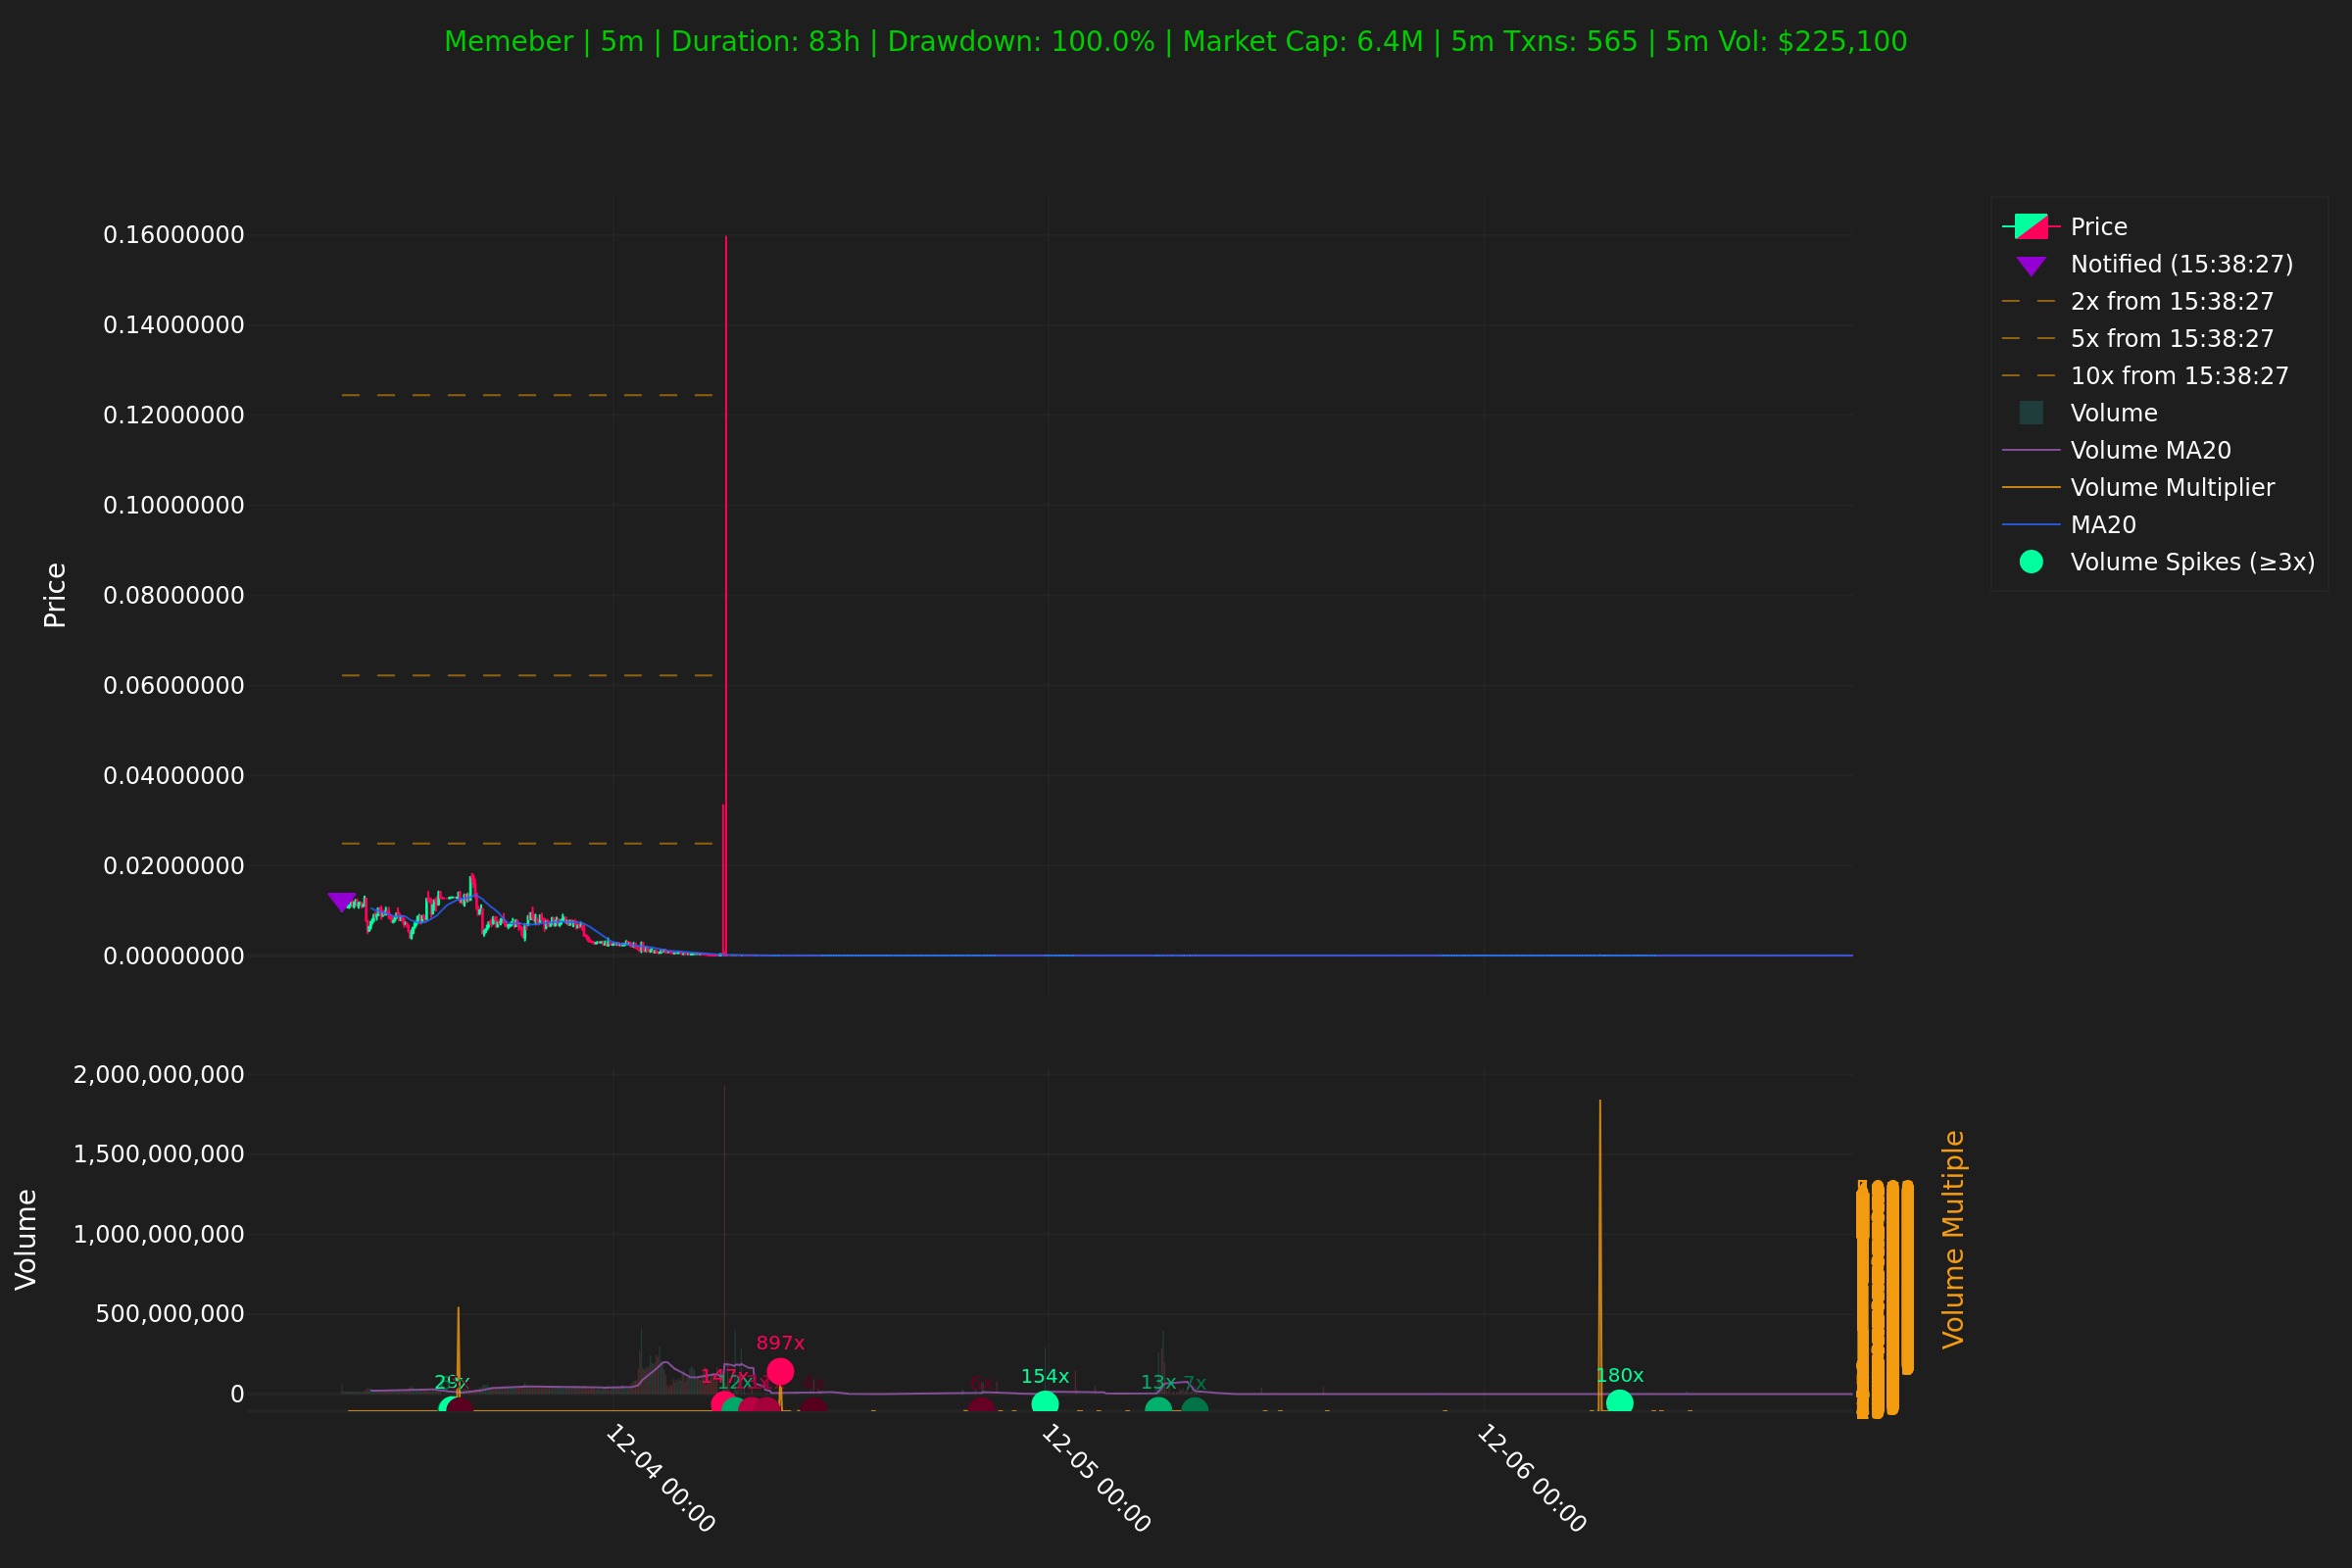 Memeber | 5m | Duration: 83h | Drawdown: 100.0% | Market Cap: 6.4M | 5m Txns: 565 | 5m Vol: $225,100
Price
0.16000000
0.14000000
0.12000000
0.10000000
0.08000000
0.06000000
0.04000000
0.02000000
0.00000000
Price
Notified (15:38:27)
2x from 15:38:27
5x from 15:38:27
10x from 15:38:27
Volume
Volume MA20
Volume Multiplier
MA20
Volume Spikes (≥3x)
Volume
2,000,000,000
1,500,000,000
1,000,000,000
500,000,000
0
897x
147x
12x
154x
13x
7x
180x
Volume Multiple
12-04 00:00
12-05 00:00
12-06 00:00